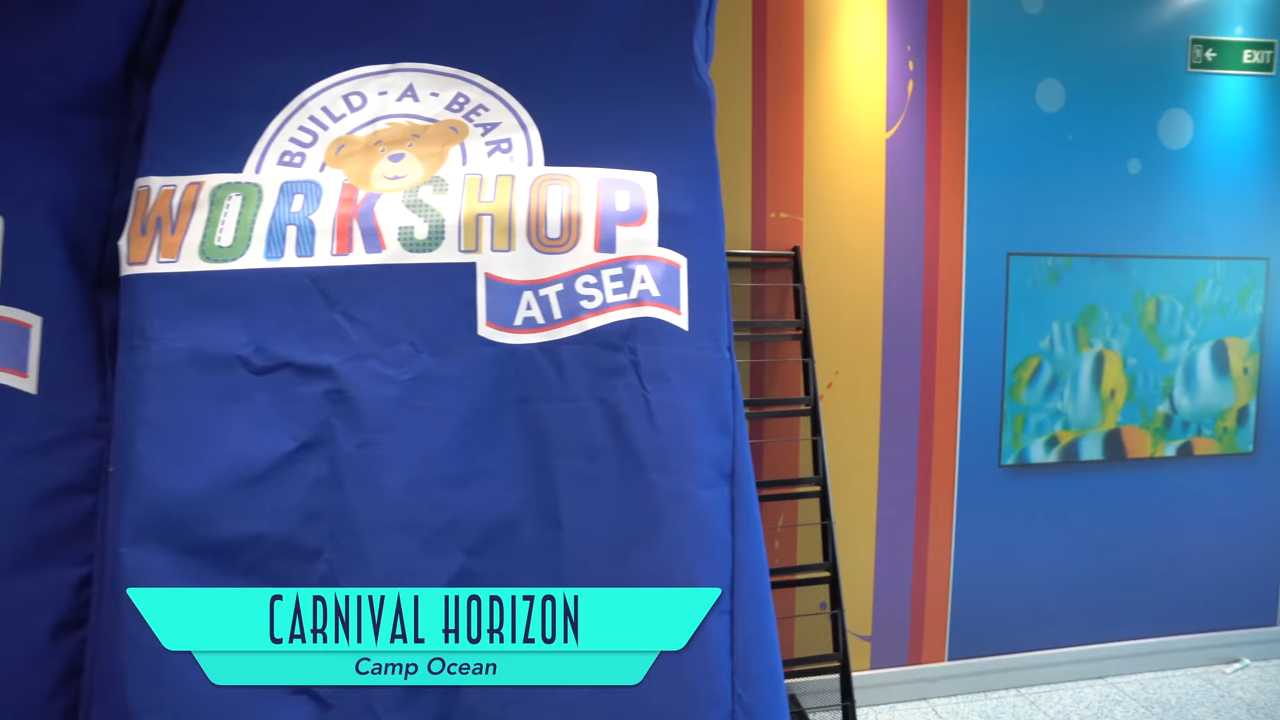 BUILD-A-BEAR
WORKSHOP
AT SEA
EXIT
CARNIVAL HORIZON
Camp Ocean